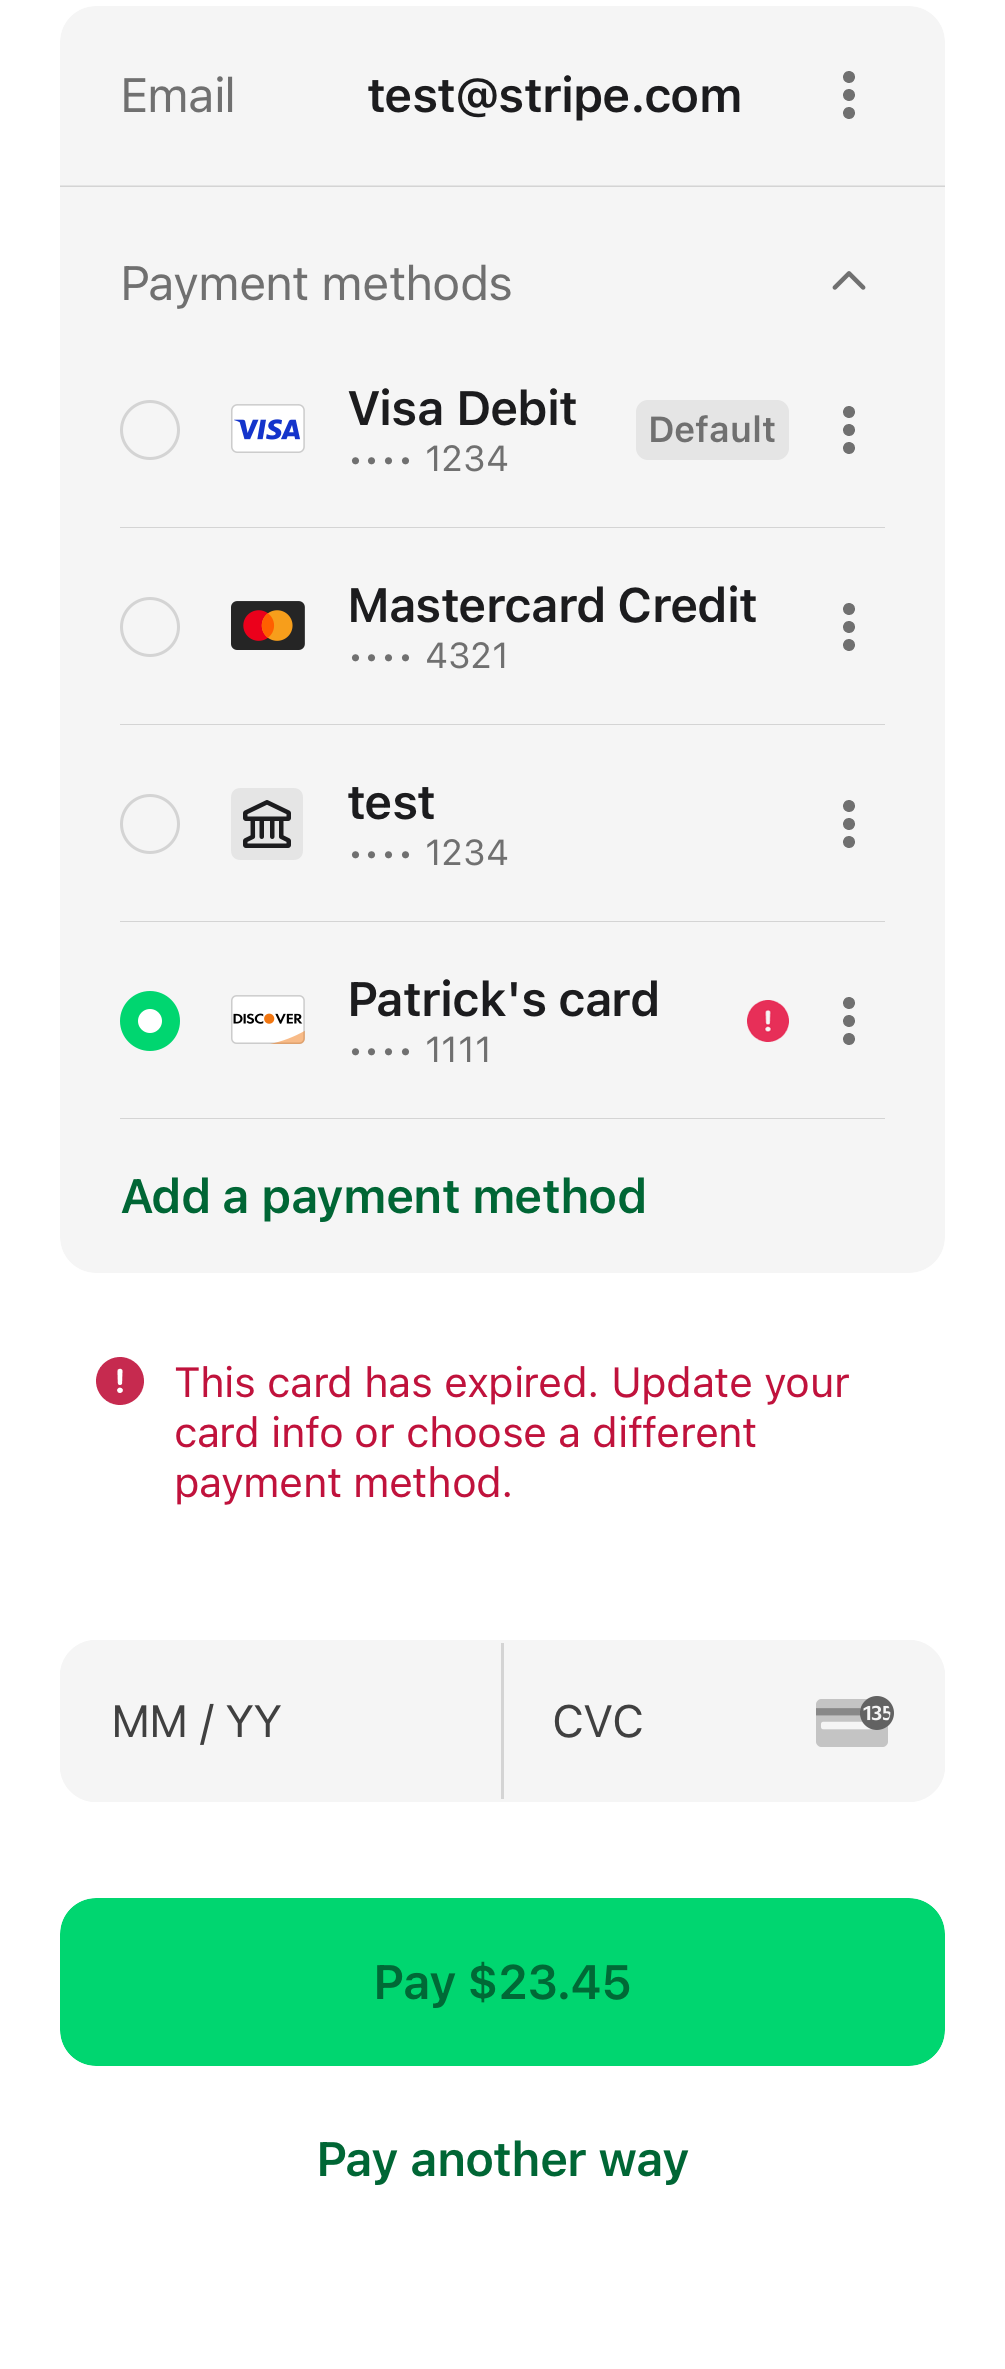 Email test@stripe.com
Payment methods
VISA Visa Debit Default
•••• 1234
Mastercard Credit
•••• 4321
test
•••• 1234
DISCOVER Patrick's card !
•••• 1111
Add a payment method
! This card has expired. Update your
card info or choose a different
payment method.
MM / YY CVC 135
Pay $23.45
Pay another way